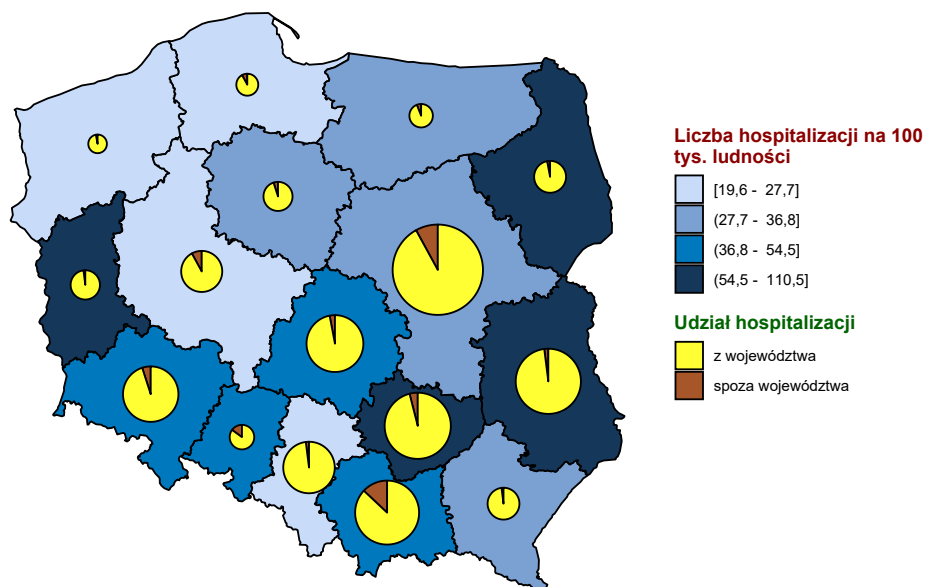 Liczba hospitalizacji na 100
tys. ludności
[19,6 - 27,7]
(27,7 - 36,8]
(36,8 - 54,5]
(54,5 - 110,5]
Udział hospitalizacji
z województwa
spoza województwa